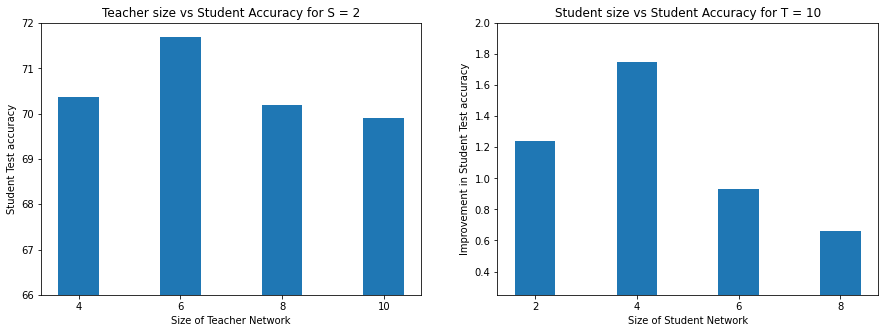 Teacher size vs Student Accuracy for S = 2
72
71
70
69
68
67
66
Student Test accuracy
4 6 8 10
Size of Teacher Network
Student size vs Student Accuracy for T = 10
2.0
1.8
1.6
1.4
1.2
1.0
0.8
0.6
0.4
Improvement in Student Test accuracy
2 4 6 8
Size of Student Network